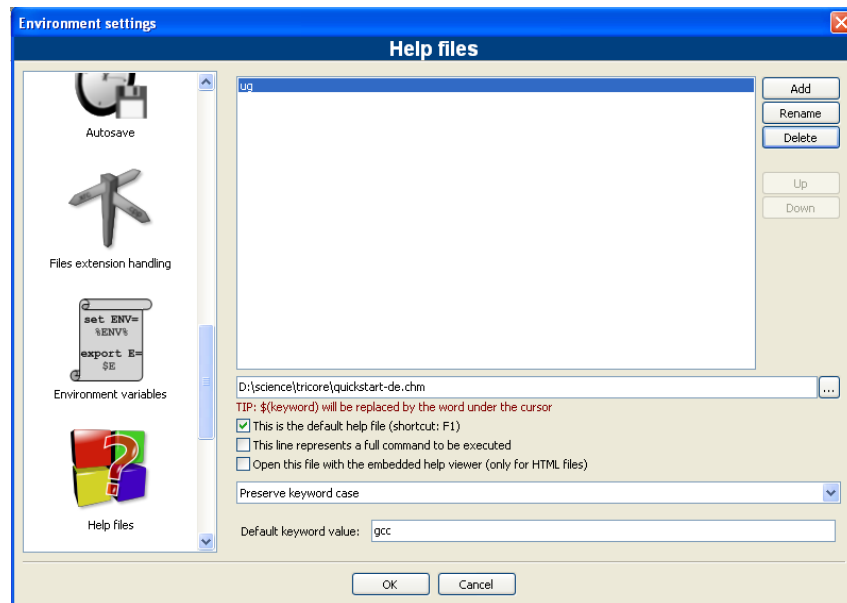 Environment settings
Help files
Autosave
Files extension handling
set ENV=
%ENV%
export E=
$E
Environment variables
Help files
ug
Add
Rename
Delete
Up
Down
D:\science\tricore\quickstart-de.chm
...
TIP: $(keyword) will be replaced by the word under the cursor
This is the default help file (shortcut: F1)
This line represents a full command to be executed
Open this file with the embedded help viewer (only for HTML files)
Preserve keyword case
Default keyword value: gcc
OK Cancel